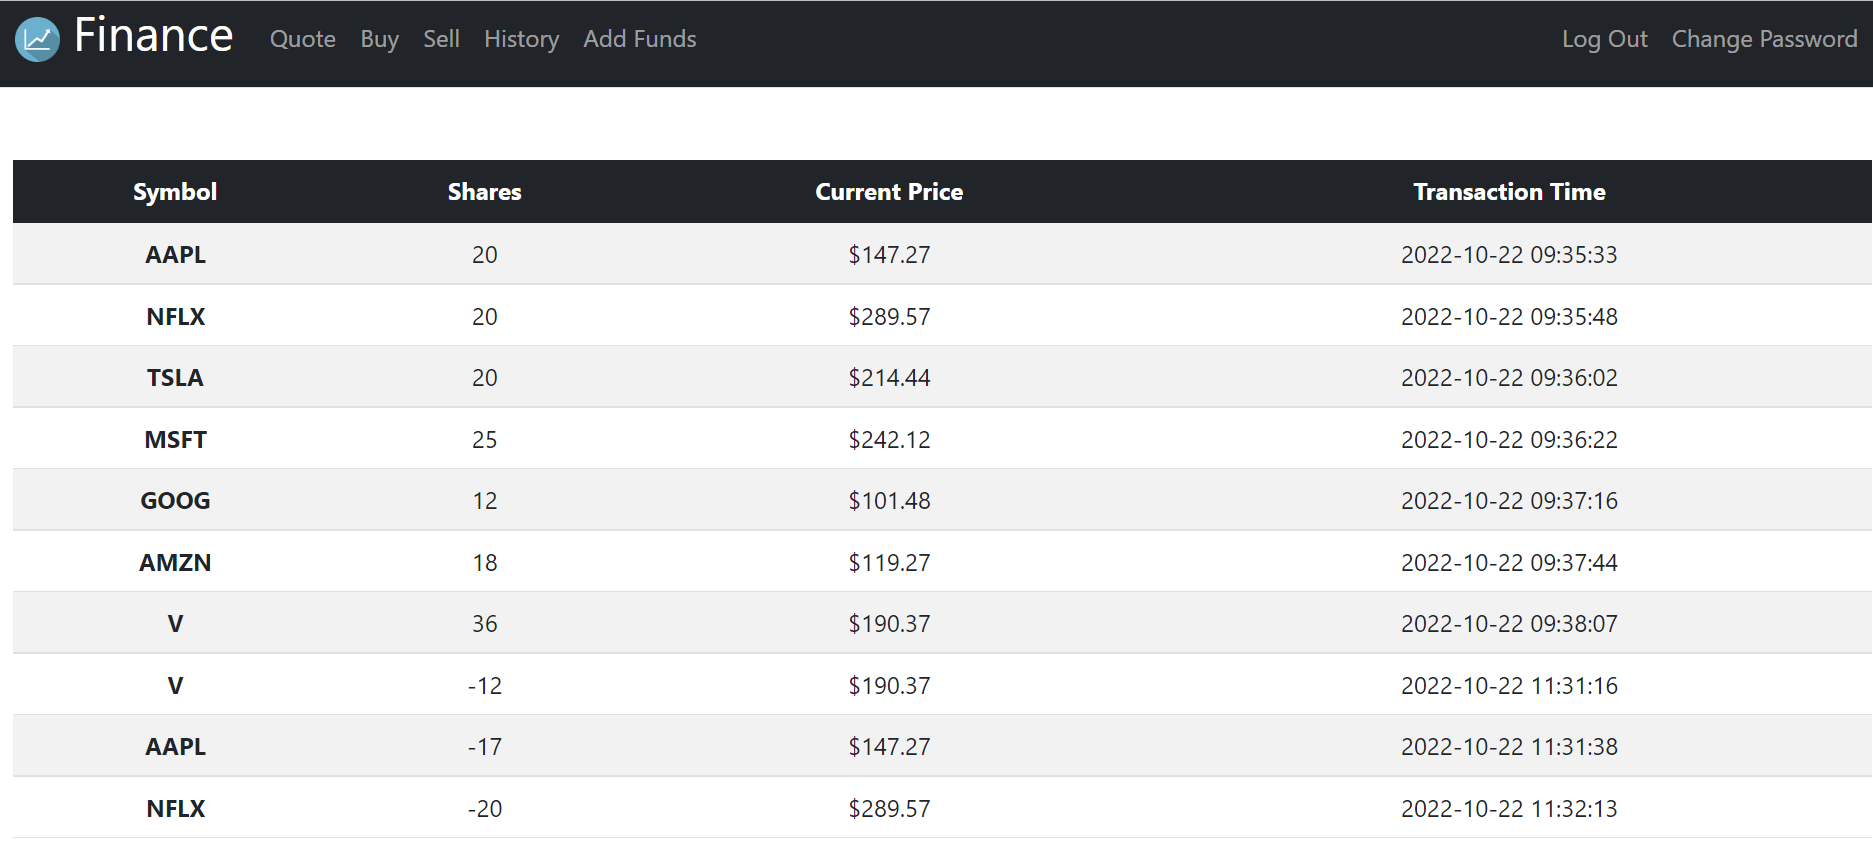 Finance Quote Buy Sell History Add Funds Log Out Change Password
Symbol Shares Current Price Transaction Time
AAPL 20 $147.27 2022-10-22 09:35:33
NFLX 20 $289.57 2022-10-22 09:35:48
TSLA 20 $214.44 2022-10-22 09:36:02
MSFT 25 $242.12 2022-10-22 09:36:22
GOOG 12 $101.48 2022-10-22 09:37:16
AMZN 18 $119.27 2022-10-22 09:37:44
V 36 $190.37 2022-10-22 09:38:07
V -12 $190.37 2022-10-22 11:31:16
AAPL -17 $147.27 2022-10-22 11:31:38
NFLX -20 $289.57 2022-10-22 11:32:13